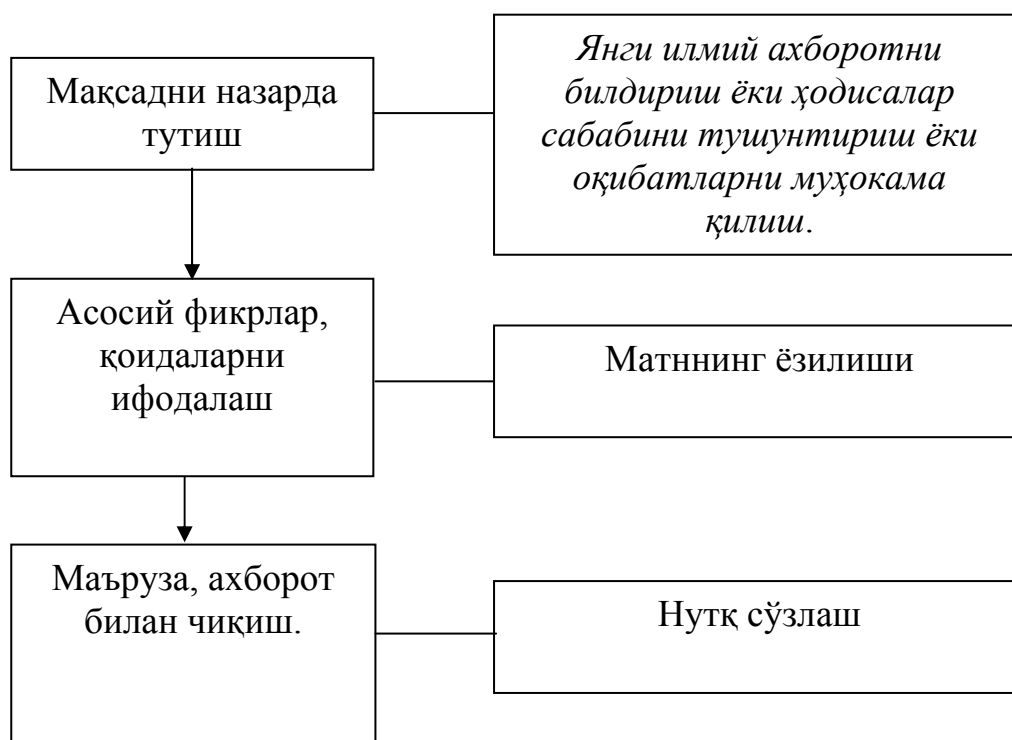 Мақсадни назарда
тутиш
Янги илмий ахборотни
билдириш ёки ҳодисалар
сабабини тушунтириш ёки
оқибатларни муҳокама
қилиш.
Асосий фикрлар,
қоидаларни
ифодалаш
Матннинг ёзилиши
Маъруза, ахборот
билан чиқиш.
Нутқ сўзлаш